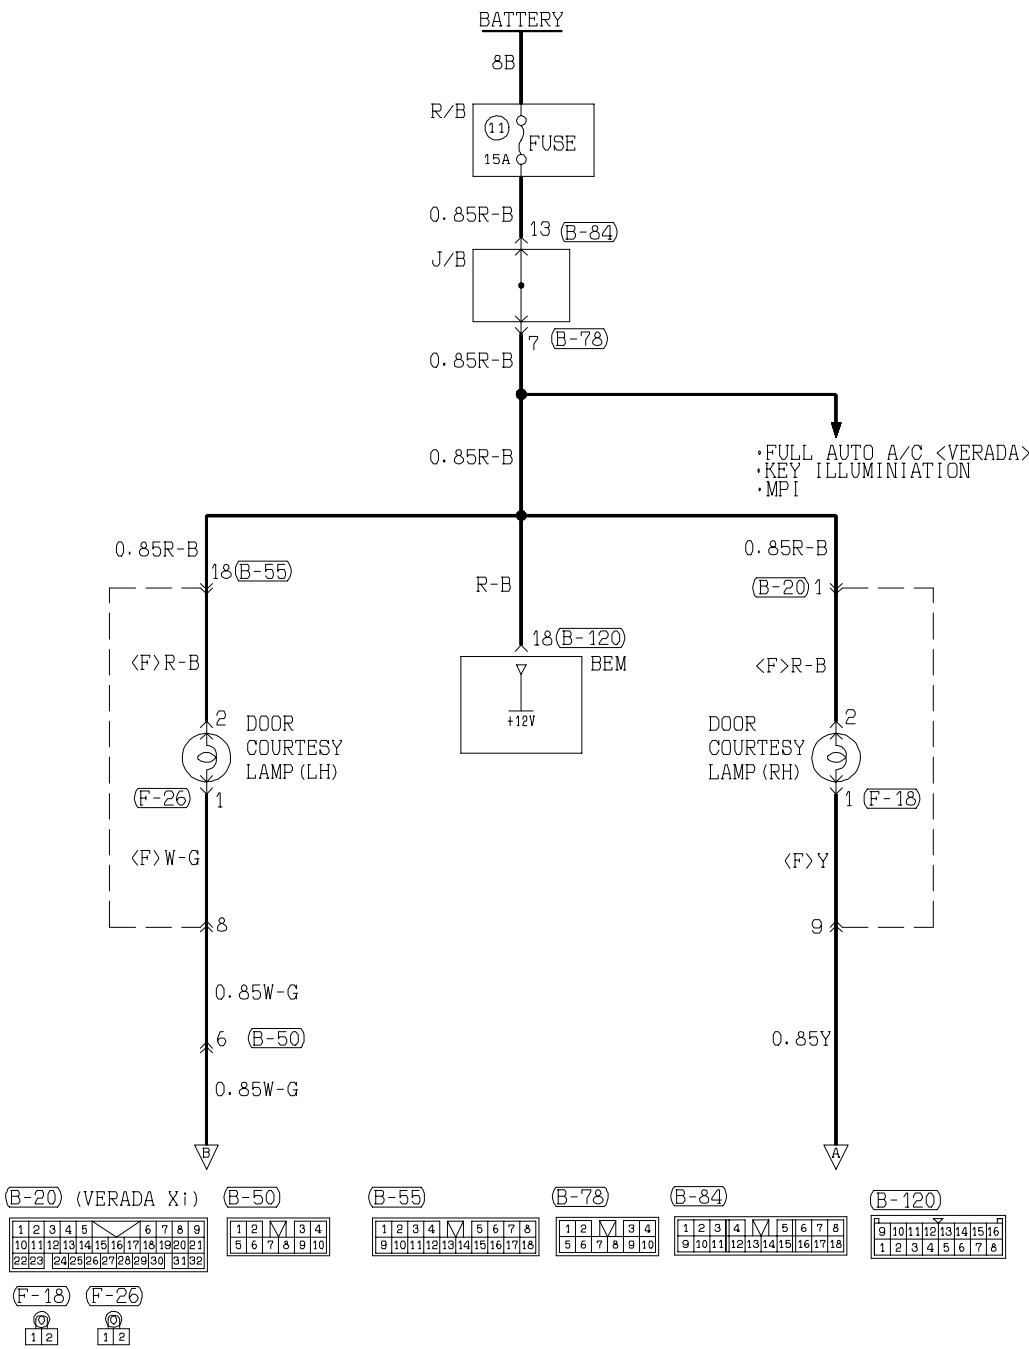 BATTERY
8B
R/B
11
FUSE
15A
0.85R-B
13 B-84
J/B
7 B-78
0.85R-B
0.85R-B
·FULL AUTO A/C <VERADA>
·KEY ILLUMINIATION
·MPI
0.85R-B
0.85R-B
18 B-55
R-B
B-20 1
18 B-120
BEM
<F>R-B
<F>R-B
+12V
2
DOOR
COURTESY
LAMP(LH)
DOOR
COURTESY
LAMP(RH)
2
F-26 1
1 F-18
<F>W-G
<F>Y
8
9
0.85W-G
6 B-50
0.85Y
0.85W-G
B
A
B-20 (VERADA Xi)
1 2 3 4 5 6 7 8 9
10 11 12 13 14 15 16 17 18 19 20 21
22 23 24 25 26 27 28 29 30 31 32
B-50
1 2 3 4
5 6 7 8 9 10
B-55
1 2 3 4 5 6 7 8
9 10 11 12 13 14 15 16 17 18
B-78
1 2 3 4
5 6 7 8 9 10
B-84
1 2 3 4 5 6 7 8
9 10 11 12 13 14 15 16 17 18
B-120
9 10 11 12 13 14 15 16
1 2 3 4 5 6 7 8
F-18
1 2
F-26
1 2